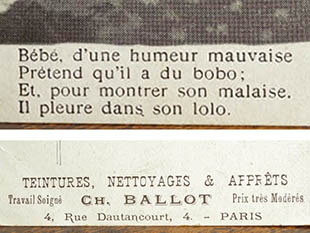 Bébé, d'une humeur mauvaise
Prétend qu'il a du bobo;
Et, pour montrer son malaise.
Il pleure dans son lolo.
TEINTURES, NETTOYAGES & APPRÊTS
Travail Soigné CH. BALLOT Prix très Modérés
4, Rue Dautancourt, 4. - PARIS